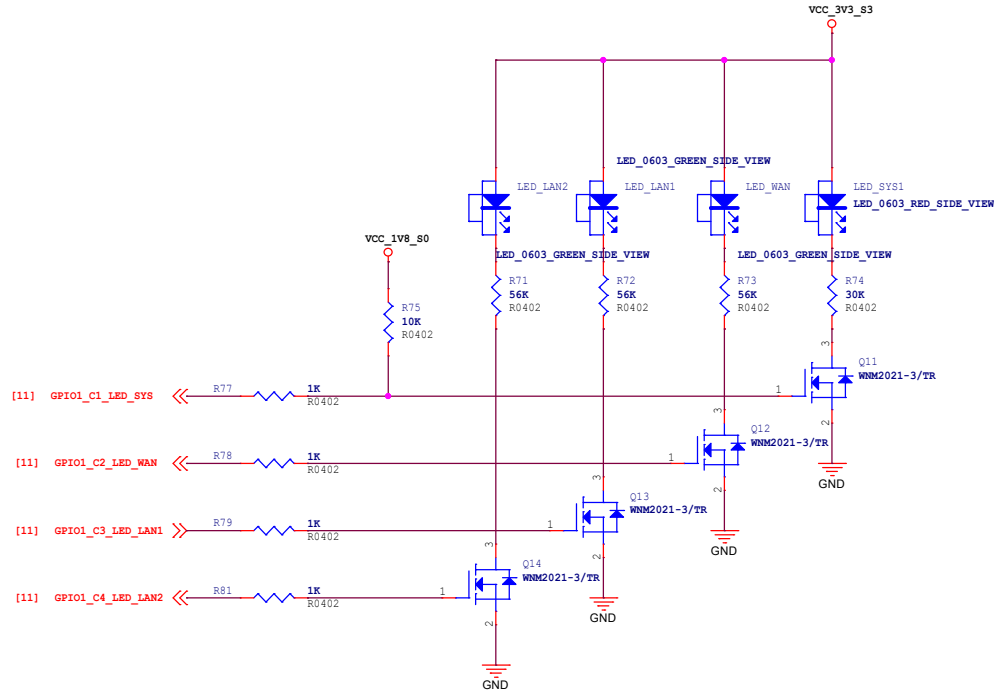 VCC_3V3_S3
LED_0603_GREEN_SIDE_VIEW
LED_LAN2
LED_LAN1
LED_WAN
LED_SYS1
LED_0603_RED_SIDE_VIEW
VCC_1V8_S0
LED_0603_GREEN_SIDE_VIEW
LED_0603_GREEN_SIDE_VIEW
R71
56K
R0402
R72
56K
R0402
R73
56K
R0402
R74
30K
R0402
R75
10K
R0402
3
Q11
WNM2021-3/TR
1
2
GND
[11] GPIO1_C1_LED_SYS
R77
1K
R0402
3
Q12
WNM2021-3/TR
1
2
GND
[11] GPIO1_C2_LED_WAN
R78
1K
R0402
3
Q13
WNM2021-3/TR
1
2
GND
[11] GPIO1_C3_LED_LAN1
R79
1K
R0402
3
Q14
WNM2021-3/TR
1
2
GND
[11] GPIO1_C4_LED_LAN2
R81
1K
R0402